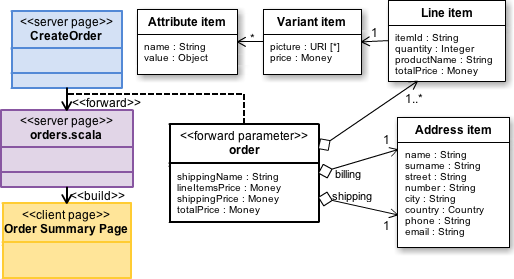 <<server page>>
CreateOrder
<<forward>>
<<server page>>
orders.scala
<<build>>
<<client page>>
Order Summary Page
Attribute item
name : String
value : Object
*
Variant item
picture : URI [*]
price : Money
1
Line item
itemId : String
quantity : Integer
productName : String
totalPrice : Money
1..*
<<forward parameter>>
order
shippingName : String
lineItemsPrice : Money
shippingPrice : Money
totalPrice : Money
billing
1
shipping
1
Address item
name : String
surname : String
street : String
number : String
city : String
country : Country
phone : String
email : String